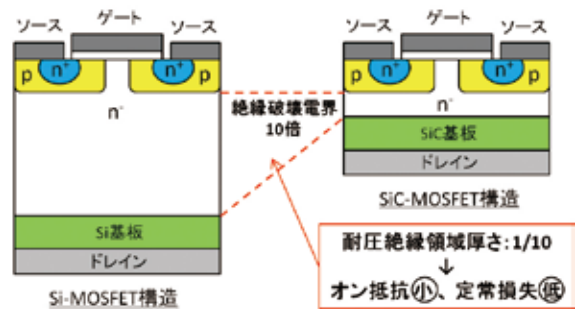 ソース
ゲート
ソース
p
n⁺
n⁺
p
n⁻
Si基板
ドレイン
Si-MOSFET構造
絶縁破壊電界
10倍
ソース
ゲート
ソース
p
n⁺
n⁺
p
n⁻
SiC基板
ドレイン
SiC-MOSFET構造
耐圧絶縁領域厚さ:1/10
↓
オン抵抗小、定常損失低